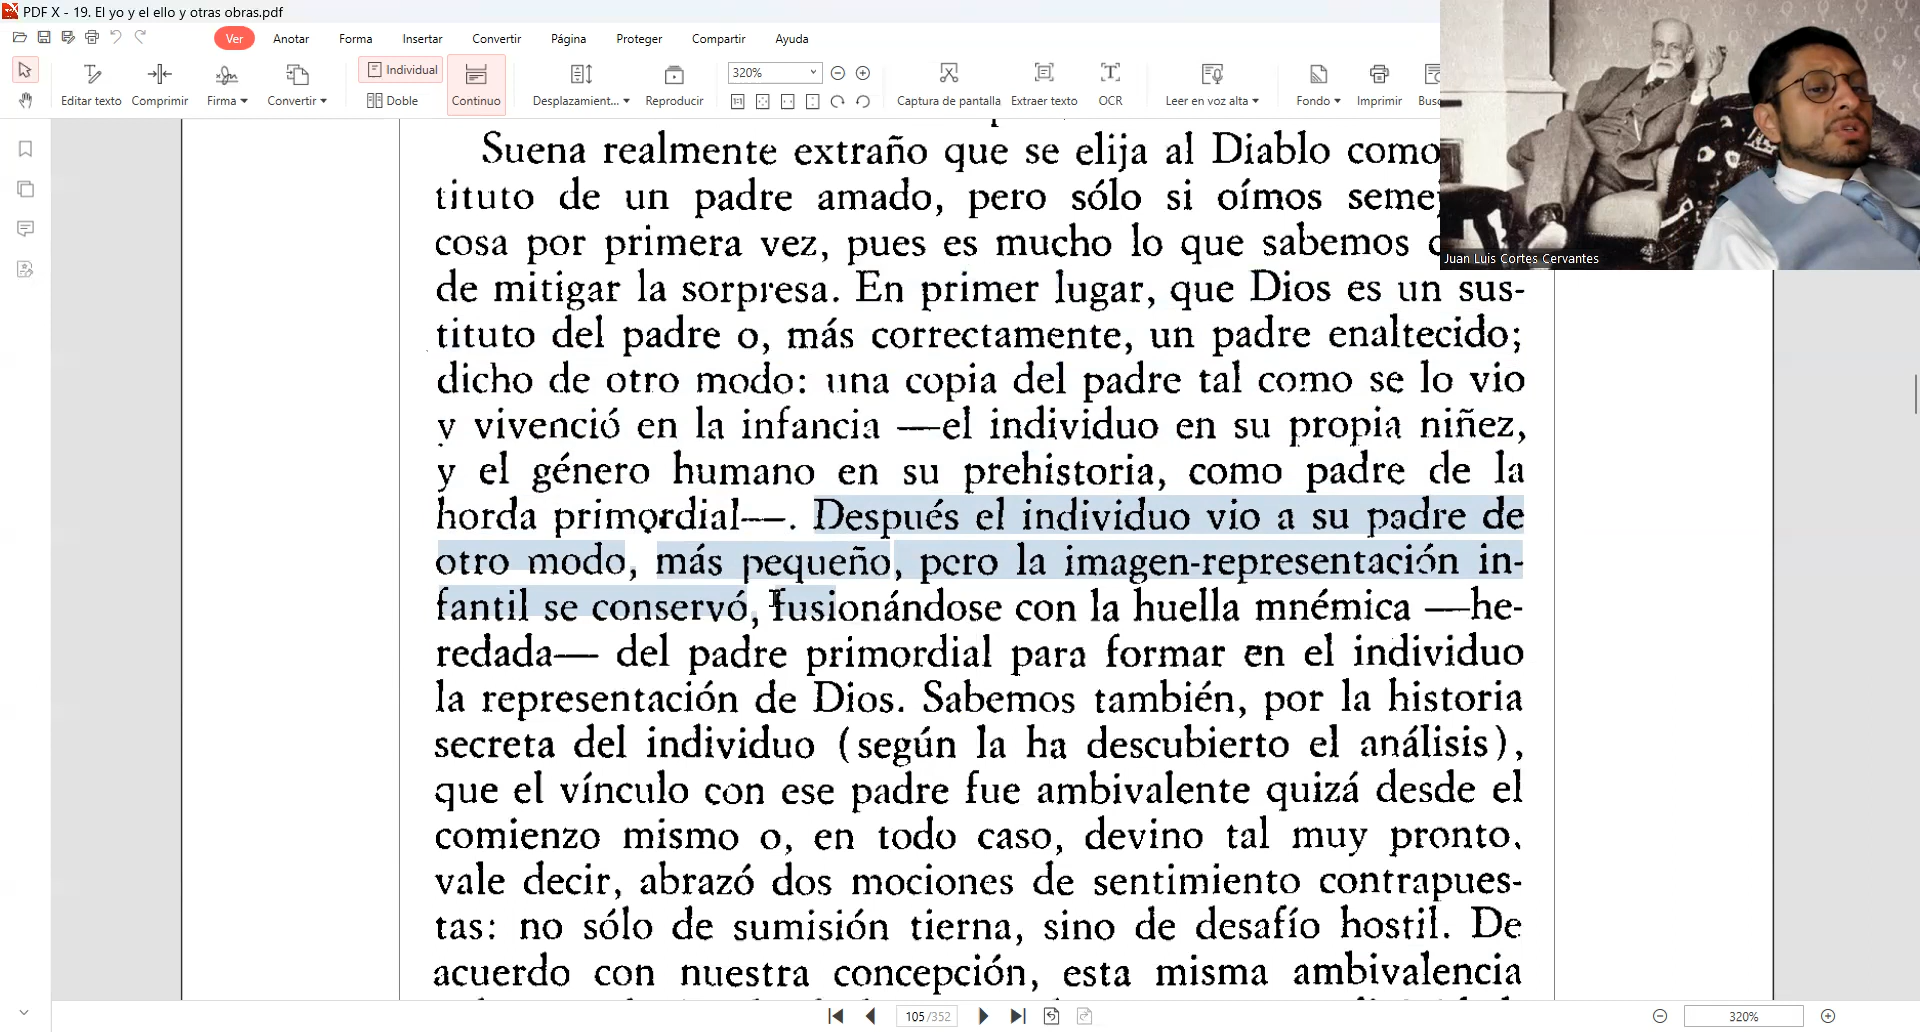 PDF X - 19. El yo y el ello y otras obras.pdf
Ver Anotar Forma Insertar Convertir Página Proteger Compartir Ayuda
Editar texto Comprimir Firma Convertir Individual Doble Continuo Desplazamient... Reproducir 320% Captura de pantalla Extraer texto OCR Leer en voz alta Fondo Imprimir Busc
Suena realmente extraño que se elija al Diablo como
tituto de un padre amado, pero sólo si oímos semej
cosa por primera vez, pues es mucho lo que sabemos
de mitigar la sorpresa. En primer lugar, que Dios es un sus-
tituto del padre o, más correctamente, un padre enaltecido;
dicho de otro modo: una copia del padre tal como se lo vio
y vivenció en la infancia —el individuo en su propia niñez,
y el género humano en su prehistoria, como padre de la
horda primordial—. Después el individuo vio a su padre de
otro modo, más pequeño, pero la imagen-representación in-
fantil se conservó, fusionándose con la huella mnémica —he-
redada— del padre primordial para formar en el individuo
la representación de Dios. Sabemos también, por la historia
secreta del individuo (según la ha descubierto el análisis),
que el vínculo con ese padre fue ambivalente quizá desde el
comienzo mismo o, en todo caso, devino tal muy pronto.
vale decir, abrazó dos mociones de sentimiento contrapues-
tas: no sólo de sumisión tierna, sino de desafío hostil. De
acuerdo con nuestra concepción, esta misma ambivalencia
Juan Luis Cortes Cervantes
105/352
320%